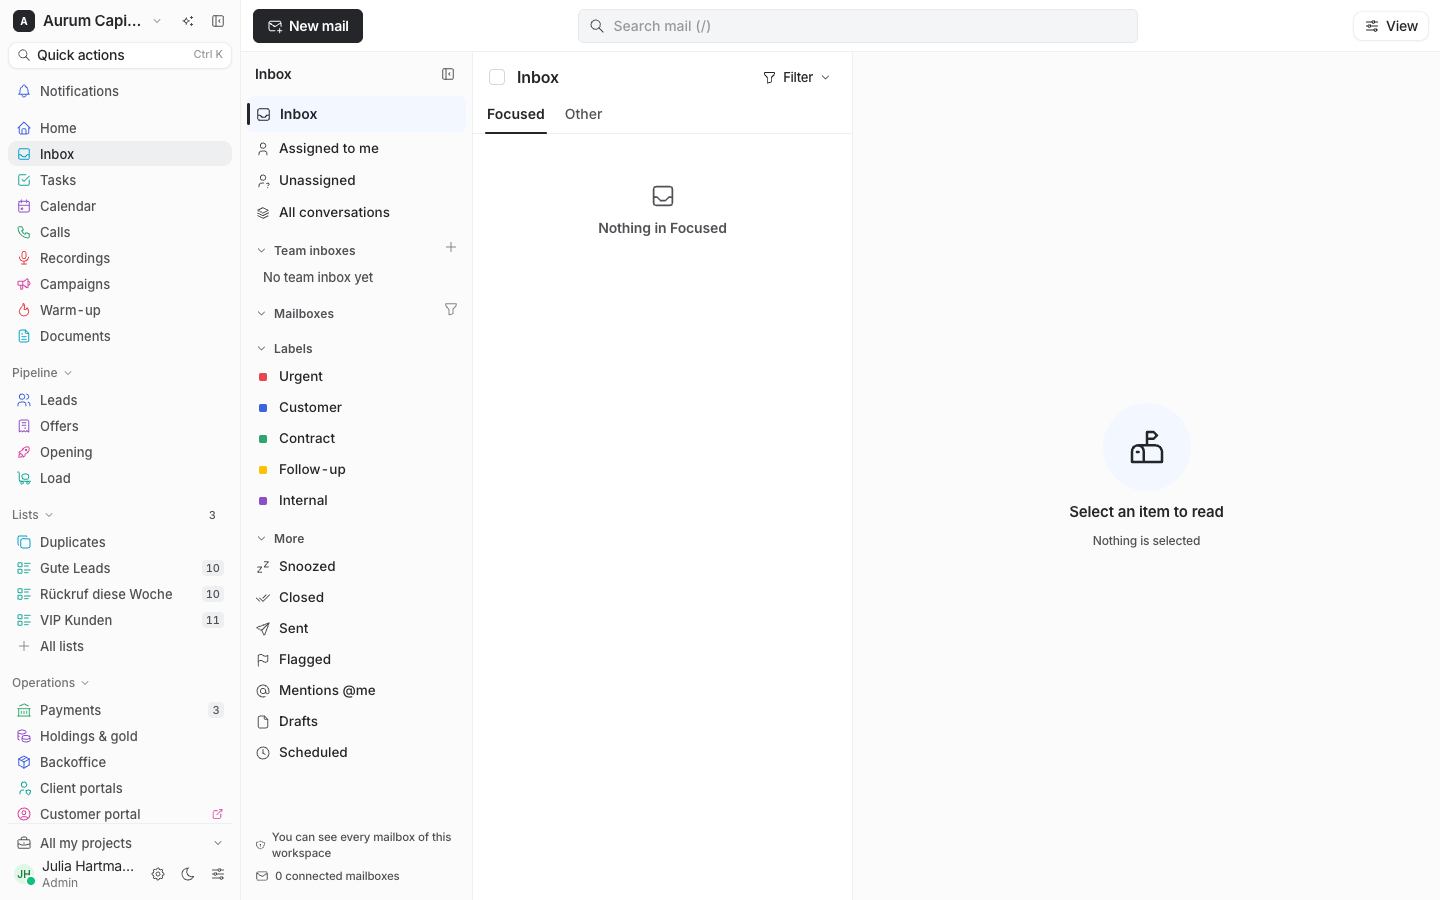 A
Aurum Capi...
Quick actions
Ctrl K
Notifications
Home
Inbox
Tasks
Calendar
Calls
Recordings
Campaigns
Warm-up
Documents
Pipeline
Leads
Offers
Opening
Load
Lists
3
Duplicates
Gute Leads
10
Rückruf diese Woche
10
VIP Kunden
11
All lists
Operations
Payments
3
Holdings & gold
Backoffice
Client portals
Customer portal
All my projects
JH
Julia Hartma...
Admin
New mail
Search mail (/)
View
Inbox
Inbox
Assigned to me
Unassigned
All conversations
Team inboxes
No team inbox yet
Mailboxes
Labels
Urgent
Customer
Contract
Follow-up
Internal
More
Snoozed
Closed
Sent
Flagged
Mentions @me
Drafts
Scheduled
You can see every mailbox of this
workspace
0 connected mailboxes
Inbox
Filter
Focused
Other
Nothing in Focused
Select an item to read
Nothing is selected